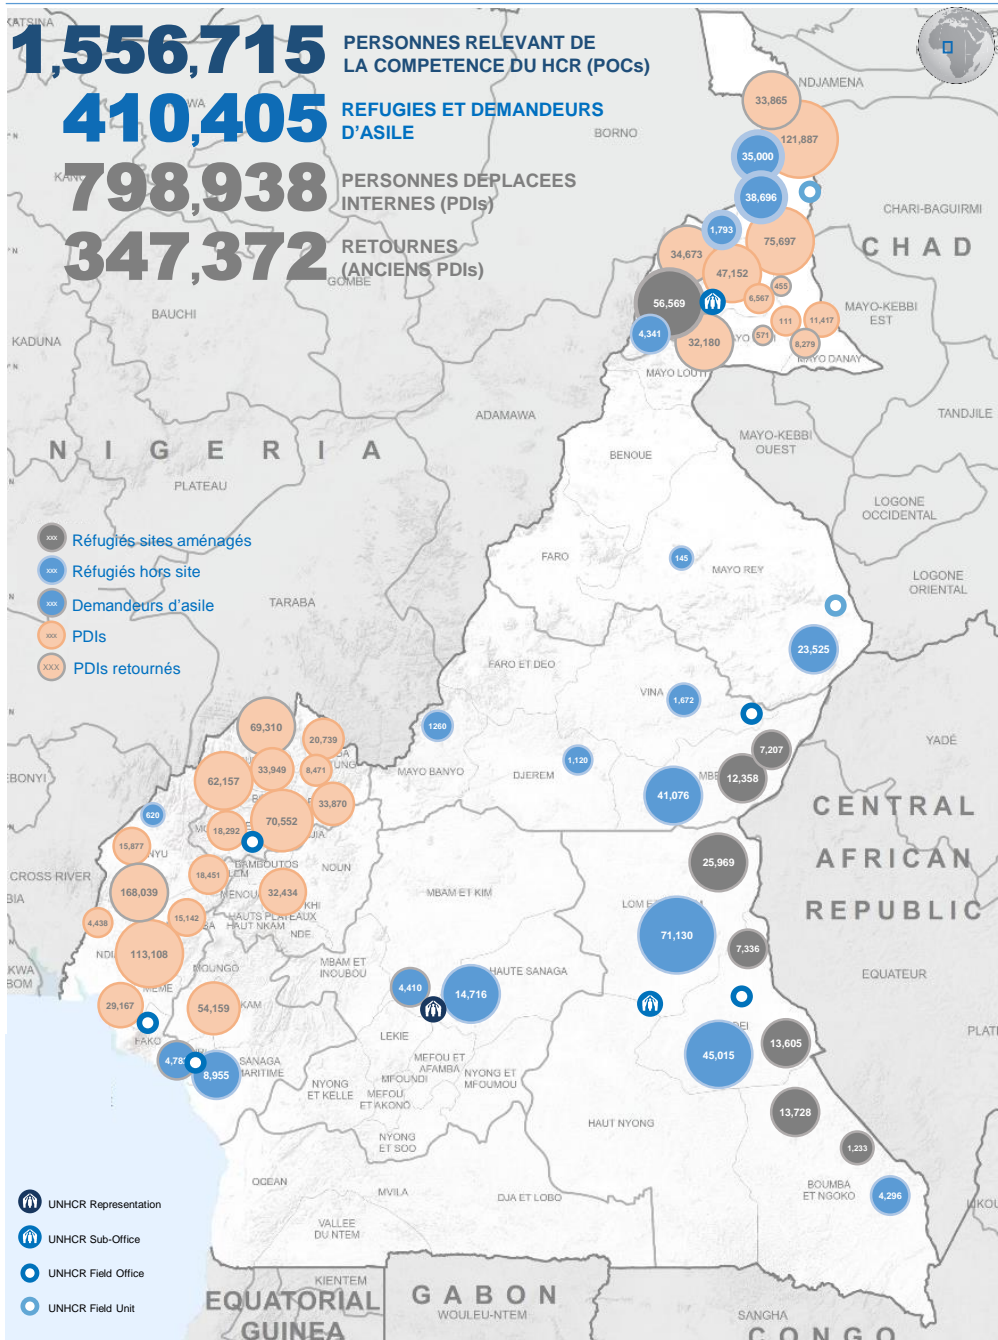 1,556,715
PERSONNES RELEVANT DE
LA COMPETENCE DU HCR (POCs)
410,405
REFUGIES ET DEMANDEURS
D'ASILE
798,938
PERSONNES DEPLACEES
INTERNES (PDIs)
347,372
RETOURNES
(ANCIENS PDIs)
KATSINA
NDJAMENA
33,865
121,887
BORNO
35,000
38,696
CHARI-BAGUIRMI
1,793
75,697
CHAD
34,673
47,152
GOMBE
455
56,569
6,567
MAYO-KEBBI
EST
BAUCHI
111
11,417
4,341
571
32,180
8,279
KADUNA
MAYO DANAY
MAYO LOUTI
ADAMAWA
TANDJILE
MAYO-KEBBI
OUEST
NIGERIA
BENOUE
PLATEAU
LOGONE
OCCIDENTAL
xxx Réfugiés sites aménagés
xxx Réfugiés hors site
xxx Demandeurs d'asile
xxx PDIs
XXX PDIs retournés
FARO
145
MAYO REY
LOGONE
ORIENTAL
TARABA
23,525
FARO ET DEO
VINA
1,672
69,310
1260
20,739
YADÉ
7,207
33,949
8,471
MAYO BANYO
DJEREM
1,120
62,157
12,358
EBONYI
41,076
33,870
CENTRAL
AFRICAN
REPUBLIC
620
70,552
18,292
15,877
25,969
BAMBOUTOS
NOUN
18,451
CROSS RIVER
168,039
32,434
MBAM ET KIM
15,142
HAUTS PLATEAUX
HAUT NKAM
NDE
4,438
71,130
113,108
7,336
MBAM ET
INOUBOU
MOUNGO
HAUTE SANAGA
EQUATEUR
MEME
4,410
14,716
29,167
54,159
LEKIE
FAKO
13,605
45,015
8,955
SANAGA
MARITIME
MEFOU ET
AFAMBA
MFOUNDI
NYONG ET
MFOUMOU
NYONG
ET KELLE
MEFOU
ET AKONO
13,728
HAUT NYONG
NYONG
ET SOO
1,233
OCEAN
MVILA
DJA ET LOBO
BOUMBA
ET NGOKO
4,296
VALLEE
DU NTEM
UNHCR Representation
UNHCR Sub-Office
UNHCR Field Office
UNHCR Field Unit
KIENTEM
EQUATORIAL
GUINEA
GABON
WOULEU-NTEM
SANGHA
CONGO